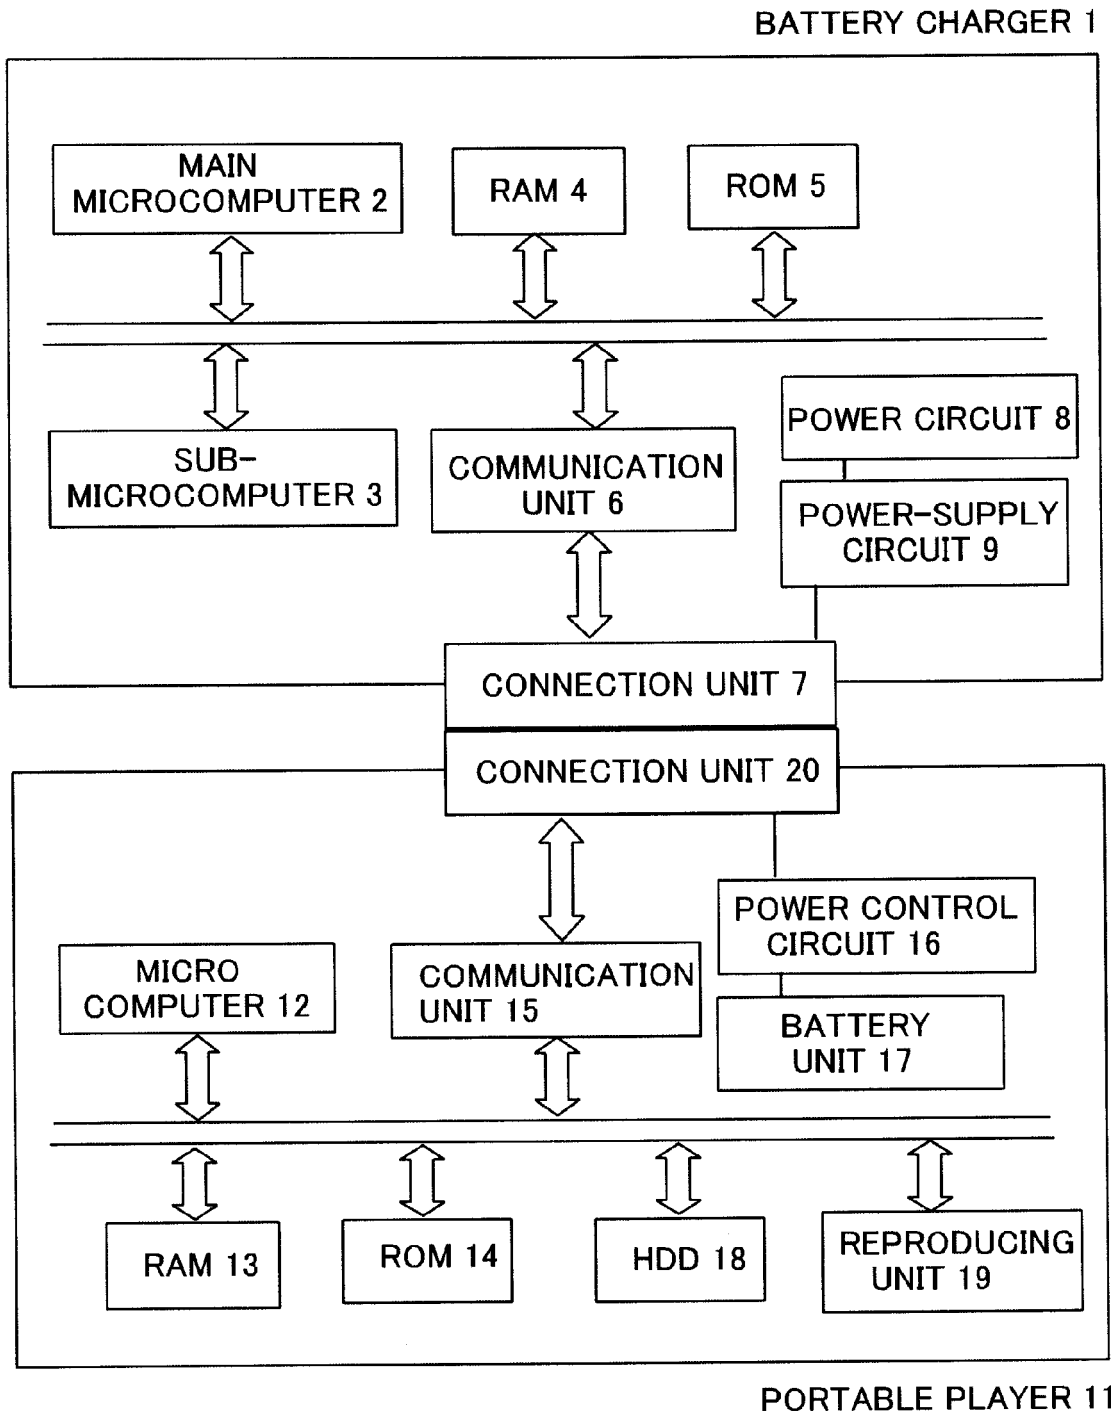 BATTERY CHARGER 1
MAIN
MICROCOMPUTER 2
RAM 4
ROM 5
POWER CIRCUIT 8
SUB-
MICROCOMPUTER 3
COMMUNICATION
UNIT 6
POWER-SUPPLY
CIRCUIT 9
CONNECTION UNIT 7
CONNECTION UNIT 20
POWER CONTROL
CIRCUIT 16
MICRO
COMPUTER 12
COMMUNICATION
UNIT 15
BATTERY
UNIT 17
RAM 13
ROM 14
HDD 18
REPRODUCING
UNIT 19
PORTABLE PLAYER 11